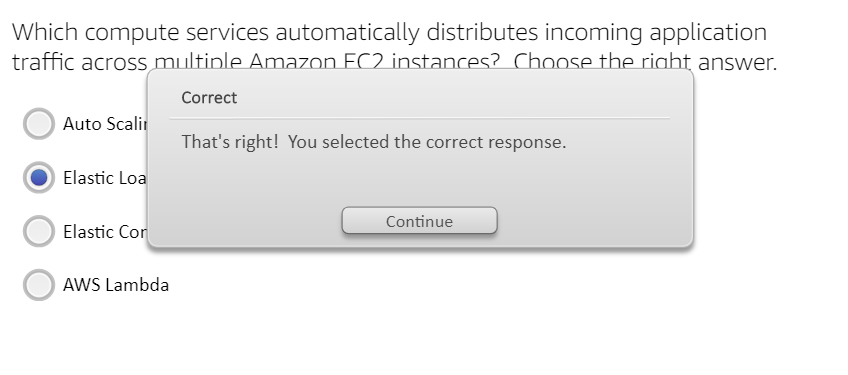 Which compute services automatically distributes incoming application
traffic across multiple Amazon EC2 instances? Choose the right answer.
Correct
Auto Scalin
That's right! You selected the correct response.
Elastic Loa
Continue
Elastic Con
AWS Lambda